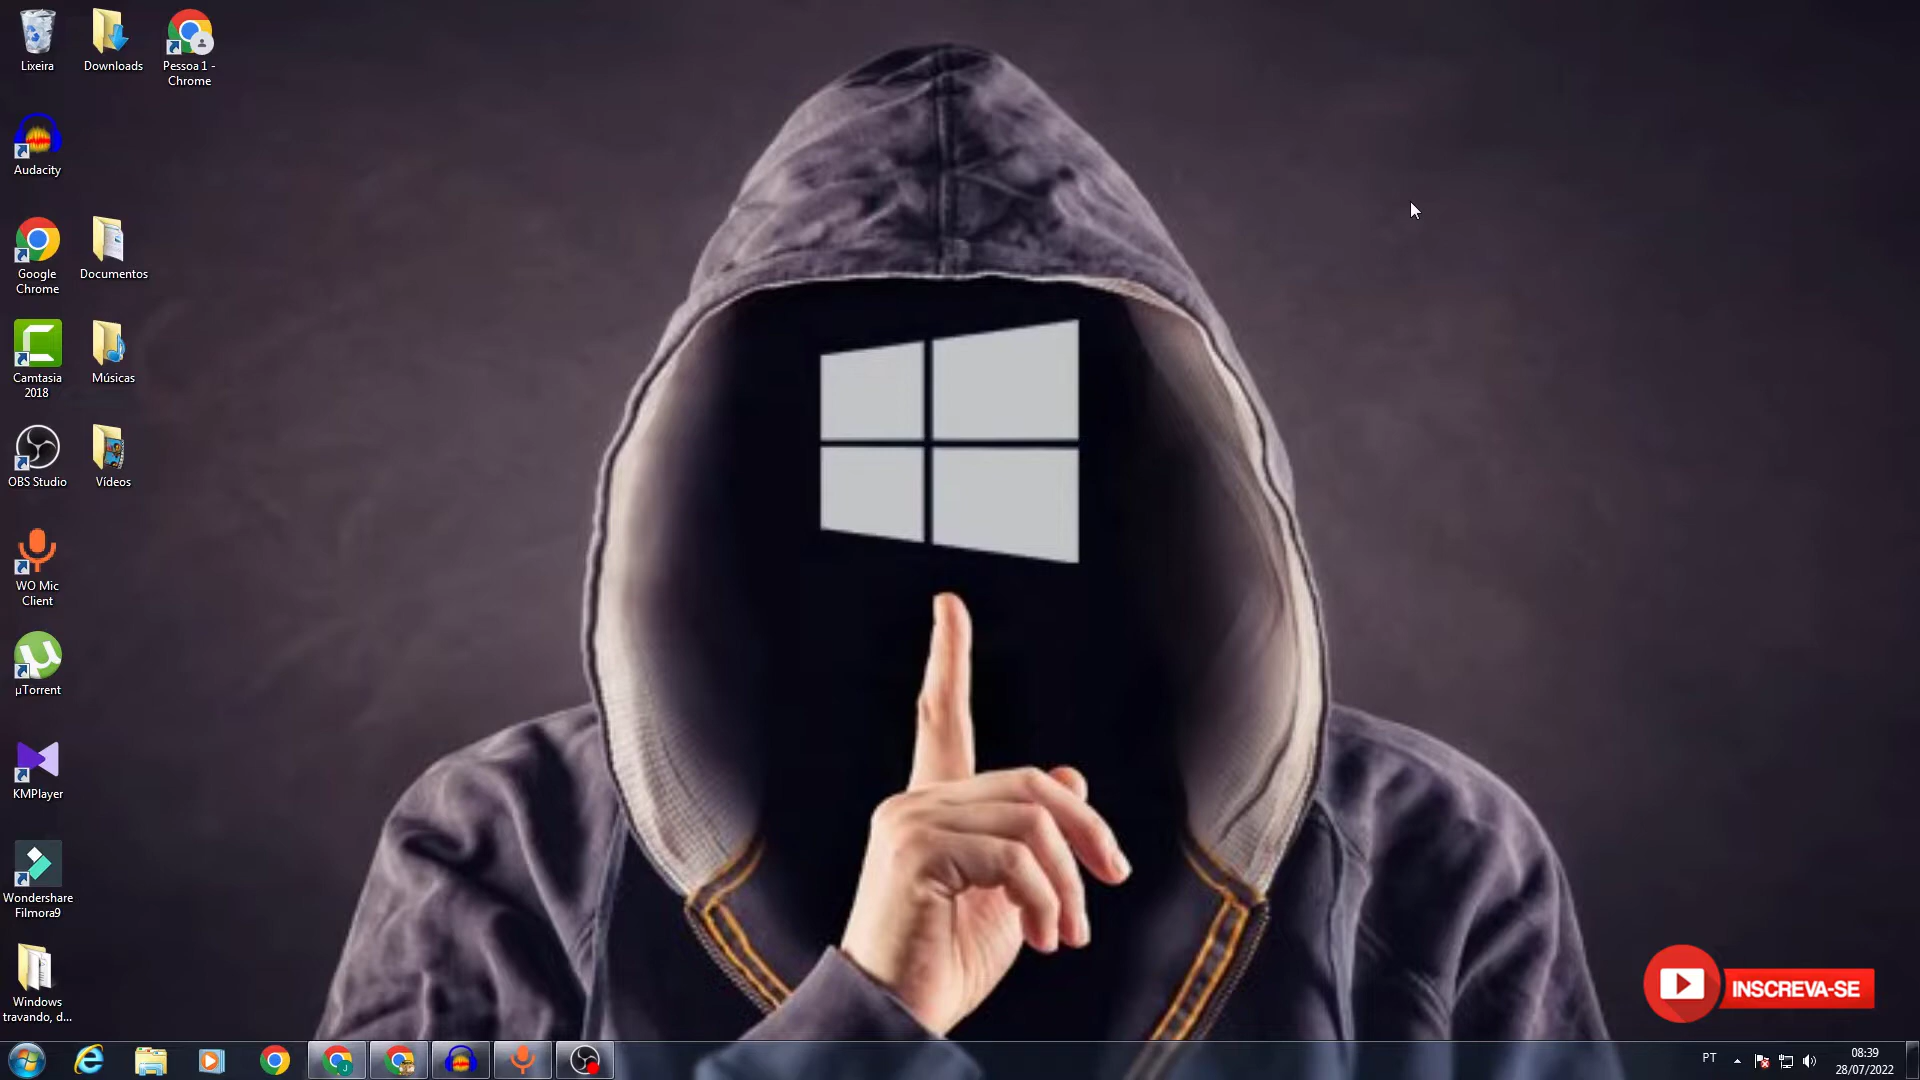 Lixeira
Downloads
Pessoa 1 -
Chrome
Audacity
Google
Chrome
Documentos
Camtasia
2018
Músicas
OBS Studio
Vídeos
WO Mic
Client
µTorrent
KMPlayer
Wondershare
Filmora9
Windows
travando, d...
INSCREVA-SE
PT
08:39
28/07/2022